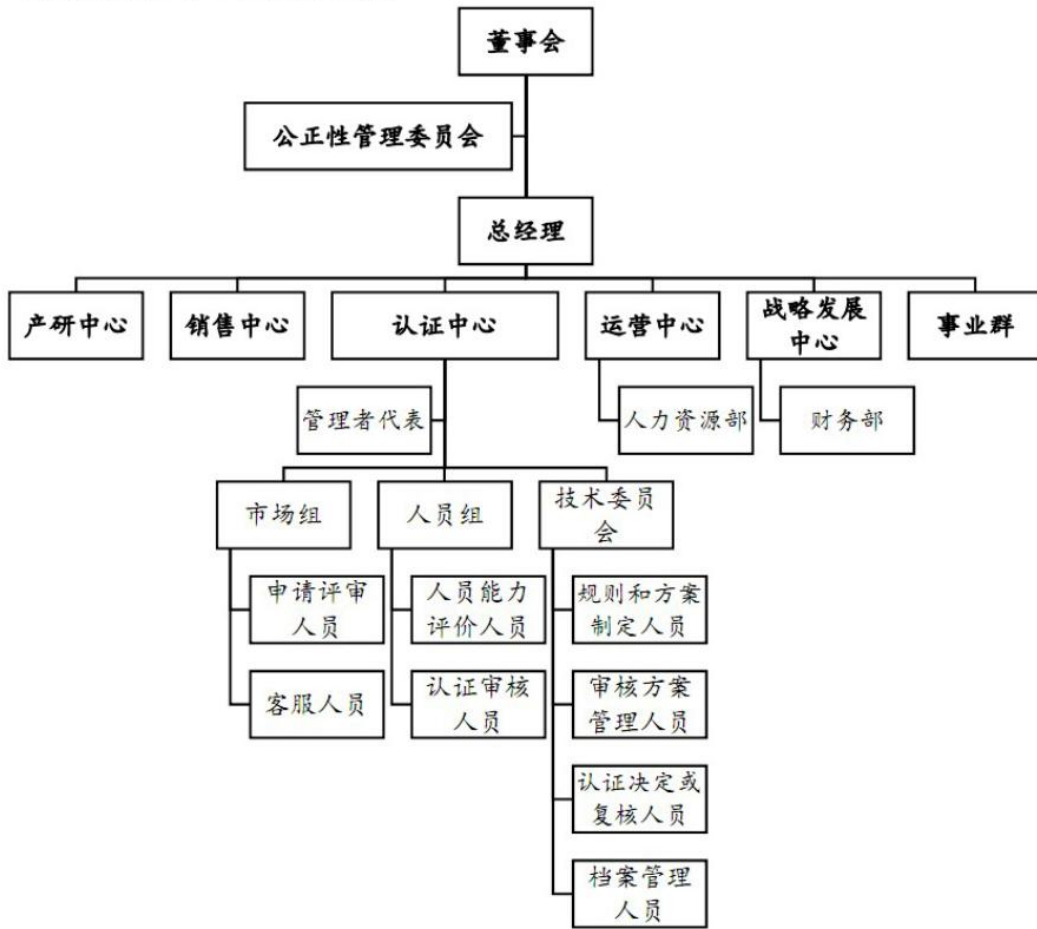 董事会
公正性管理委员会
总经理
产研中心
销售中心
认证中心
运营中心
战略发展
中心
事业群
管理者代表
人力资源部
财务部
市场组
人员组
技术委员
会
申请评审
人员
人员能力
评价人员
规则和方案
制定人员
客服人员
认证审核
人员
审核方案
管理人员
认证决定或
复核人员
档案管理
人员